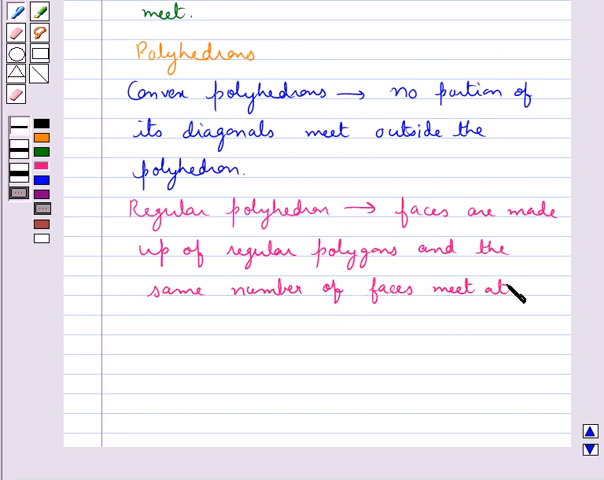 meet.
Polyhedrons
Convex polyhedrons → no portion of
its diagonals meet outside the
polyhedron.
Regular polyhedron → faces are made
up of regular polygons and the
same number of faces meet at